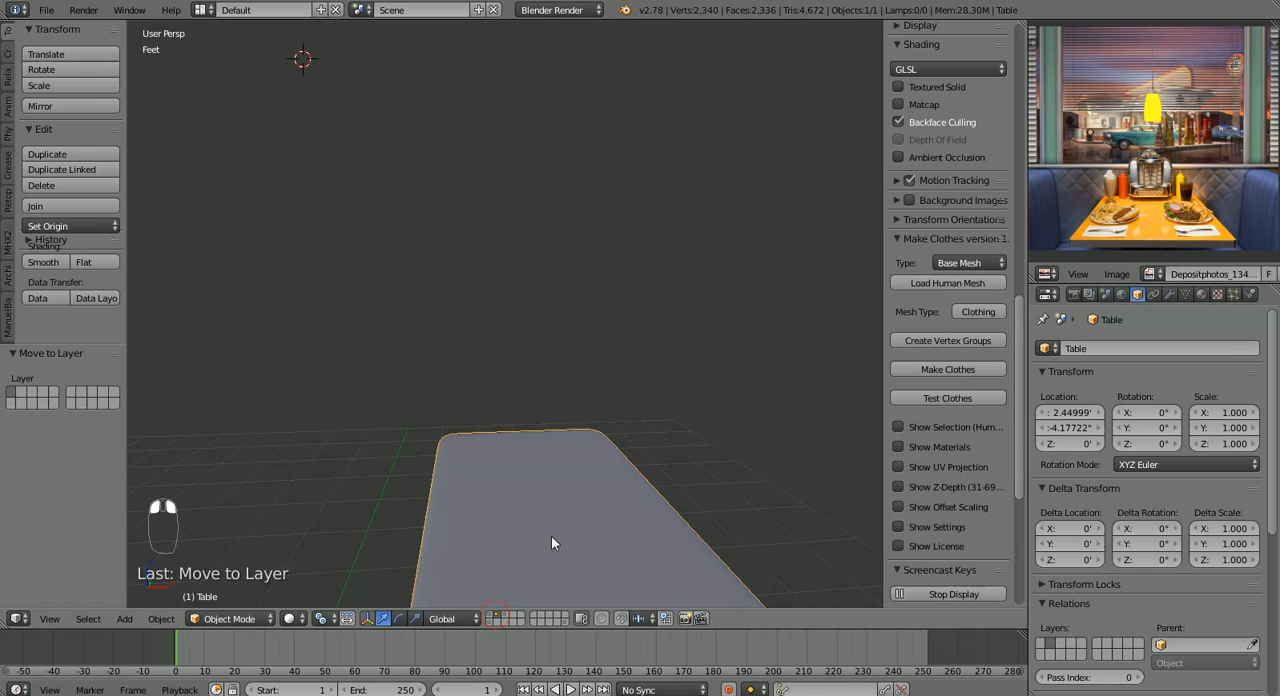 File Render Window Help Default Scene Blender Render v2.78 | Verts:2,340 | Faces:2,336 | Tris:4,672 | Objects:1/1 | Lamps:0/0 | Mem:28.30M | Table
Transform
Translate
Rotate
Scale
Mirror
Edit
Duplicate
Duplicate Linked
Delete
Join
Set Origin
History
Shading:
Smooth Flat
Data Transfer:
Data Data Layo
Move to Layer
Layer
To
Cr
Rela
Anim
Phy
Grease
Retop
MHX2
Archi
ManuelBa
User Persp
Feet
Last: Move to Layer
(1) Table
Display
Shading
GLSL
Textured Solid
Matcap
Backface Culling
Depth Of Field
Ambient Occlusion
Motion Tracking
Background Images
Transform Orientations
Make Clothes version 1.
Type: Base Mesh
Load Human Mesh
Mesh Type: Clothing
Create Vertex Groups
Make Clothes
Test Clothes
Show Selection (Hum...
Show Materials
Show UV Projection
Show Z-Depth (31-69...
Show Offset Scaling
Show Settings
Show License
Screencast Keys
Stop Display
View Image Depositphotos_134... F
Table
Table
Transform
Location: Rotation: Scale:
: 2.44999' X: 0° X: 1.000
:-4.17722" Y: 0° Y: 1.000
Z: 0' Z: 0° Z: 1.000
Rotation Mode: XYZ Euler
Delta Transform
Delta Location: Delta Rotation: Delta Scale:
X: 0' X: 0° X: 1.000
Y: 0' Y: 0° Y: 1.000
Z: 0' Z: 0° Z: 1.000
Transform Locks
Relations
Layers: Parent:
Object
Pass Index: 0
View Select Add Object Object Mode Global
-50 -40 -30 -20 -10 0 10 20 30 40 50 60 70 80 90 100 110 120 130 140 150 160 170 180 190 200 210 220 230 240 250 260 270 280
View Marker Frame Playback Start: 1 End: 250 1 No Sync